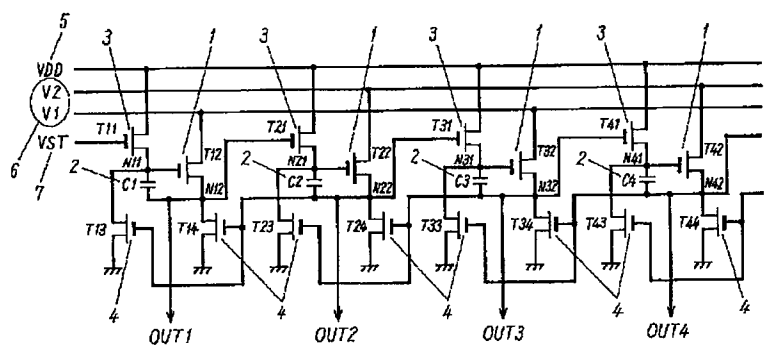 5 3 1 3 1 3 1 3 1
VDD
V2
V1
6
VST
7
T11 T12 T21 T22 T31 T32 T41 T42
N11 N21 N31 N41
2 C1 2 C2 2 C3 2 C4
N12 N22 N32 N42
T13 T14 T23 T24 T33 T34 T43 T44
4 4 4 4 4
OUT1 OUT2 OUT3 OUT4